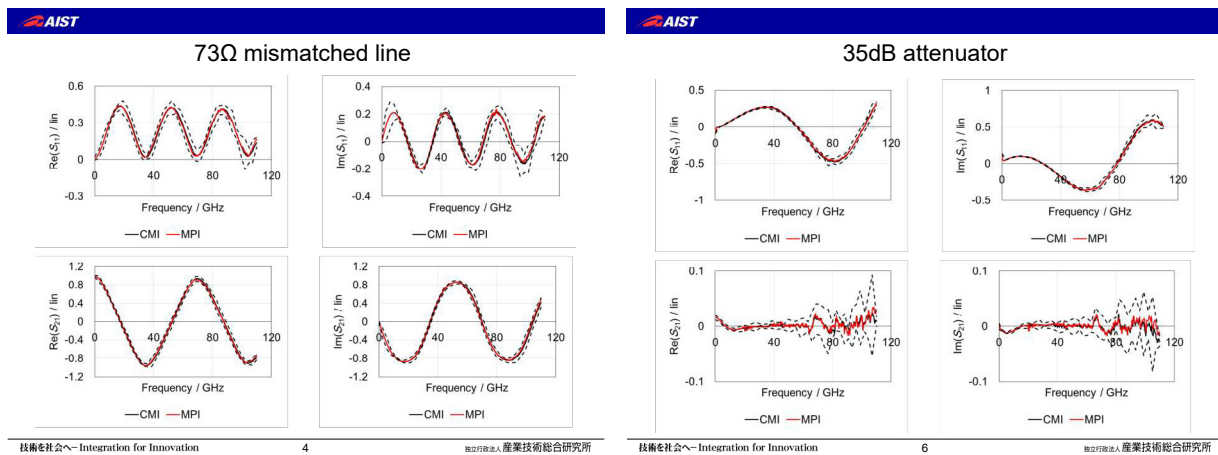 AIST
73Ω mismatched line
0.6
0.3
0
-0.3
0 40 80 120
Re(S11) / lin
Frequency / GHz
CMI MPI
0.4
0.2
0
-0.2
-0.4
0 40 80 120
Im(S11) / lin
Frequency / GHz
CMI MPI
1.2
0.8
0.4
0
-0.4
-0.8
-1.2
0 40 80 120
Re(S21) / lin
Frequency / GHz
CMI MPI
1.2
0.8
0.4
0
-0.4
-0.8
-1.2
0 40 80 120
Im(S21) / lin
Frequency / GHz
CMI MPI
技術を社会へ－Integration for Innovation 4 独立行政法人 産業技術総合研究所
AIST
35dB attenuator
0.5
0
-0.5
-1
0 40 80 120
Re(S11) / lin
Frequency / GHz
CMI MPI
1
0.5
0
-0.5
0 40 80 120
Im(S11) / lin
Frequency / GHz
CMI MPI
0.1
0
-0.1
0 40 80 120
Re(S21) / lin
Frequency / GHz
CMI MPI
0.1
0
-0.1
0 40 80 120
Im(S21) / lin
Frequency / GHz
CMI MPI
技術を社会へ－Integration for Innovation 6 独立行政法人 産業技術総合研究所